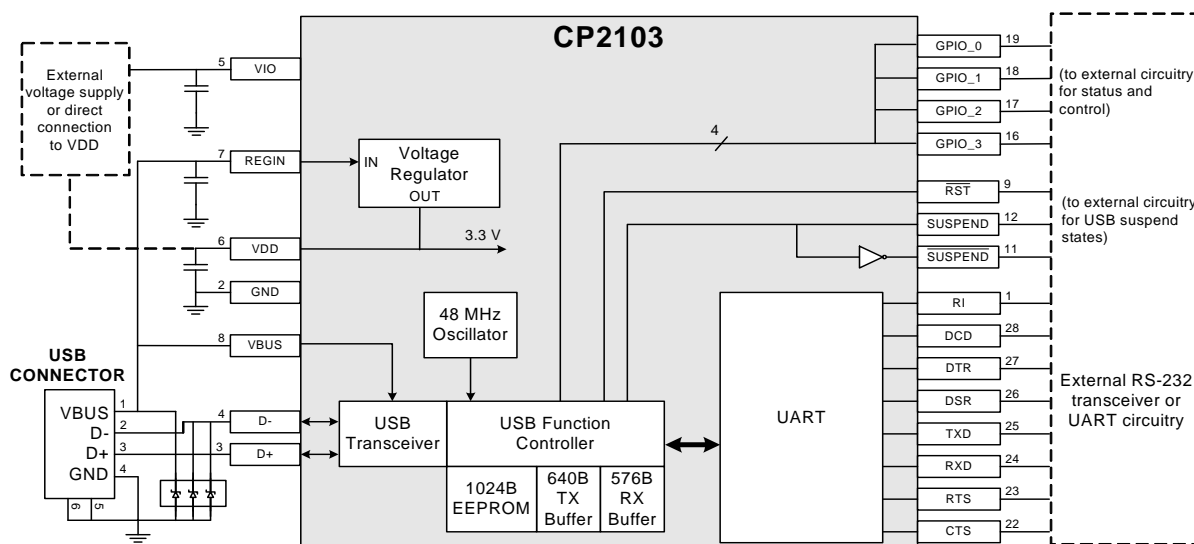 CP2103
External
voltage supply
or direct
connection
to VDD
5
VIO
7
REGIN
6
VDD
2
GND
8
VBUS
4
D-
3
D+
IN
Voltage
Regulator
OUT
3.3 V
48 MHz
Oscillator
USB
CONNECTOR
VBUS
D-
D+
GND
1
2
3
4
6
5
USB
Transceiver
USB Function
Controller
1024B
EEPROM
640B
TX
Buffer
576B
RX
Buffer
UART
4
GPIO_0
19
GPIO_1
18
GPIO_2
17
GPIO_3
16
RST
9
SUSPEND
12
SUSPEND
11
RI
1
DCD
28
DTR
27
DSR
26
TXD
25
RXD
24
RTS
23
CTS
22
(to external circuitry
for status and
control)
(to external circuitry
for USB suspend
states)
External RS-232
transceiver or
UART circuitry